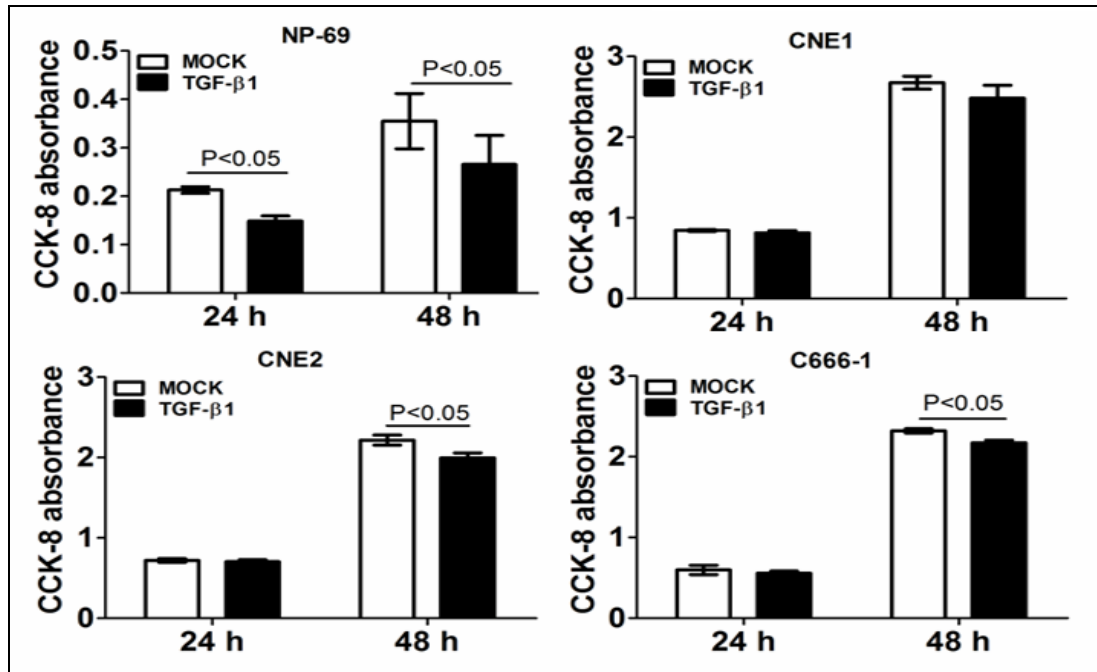 NP-69
CCK-8 absorbance
0.5
0.4
0.3
0.2
0.1
0.0
MOCK
TGF-β1
P<0.05
P<0.05
24 h
48 h
CNE1
CCK-8 absorbance
3
2
1
0
MOCK
TGF-β1
24 h
48 h
CNE2
CCK-8 absorbance
3
2
1
0
MOCK
TGF-β1
P<0.05
24 h
48 h
C666-1
CCK-8 absorbance
3
2
1
0
MOCK
TGF-β1
P<0.05
24 h
48 h